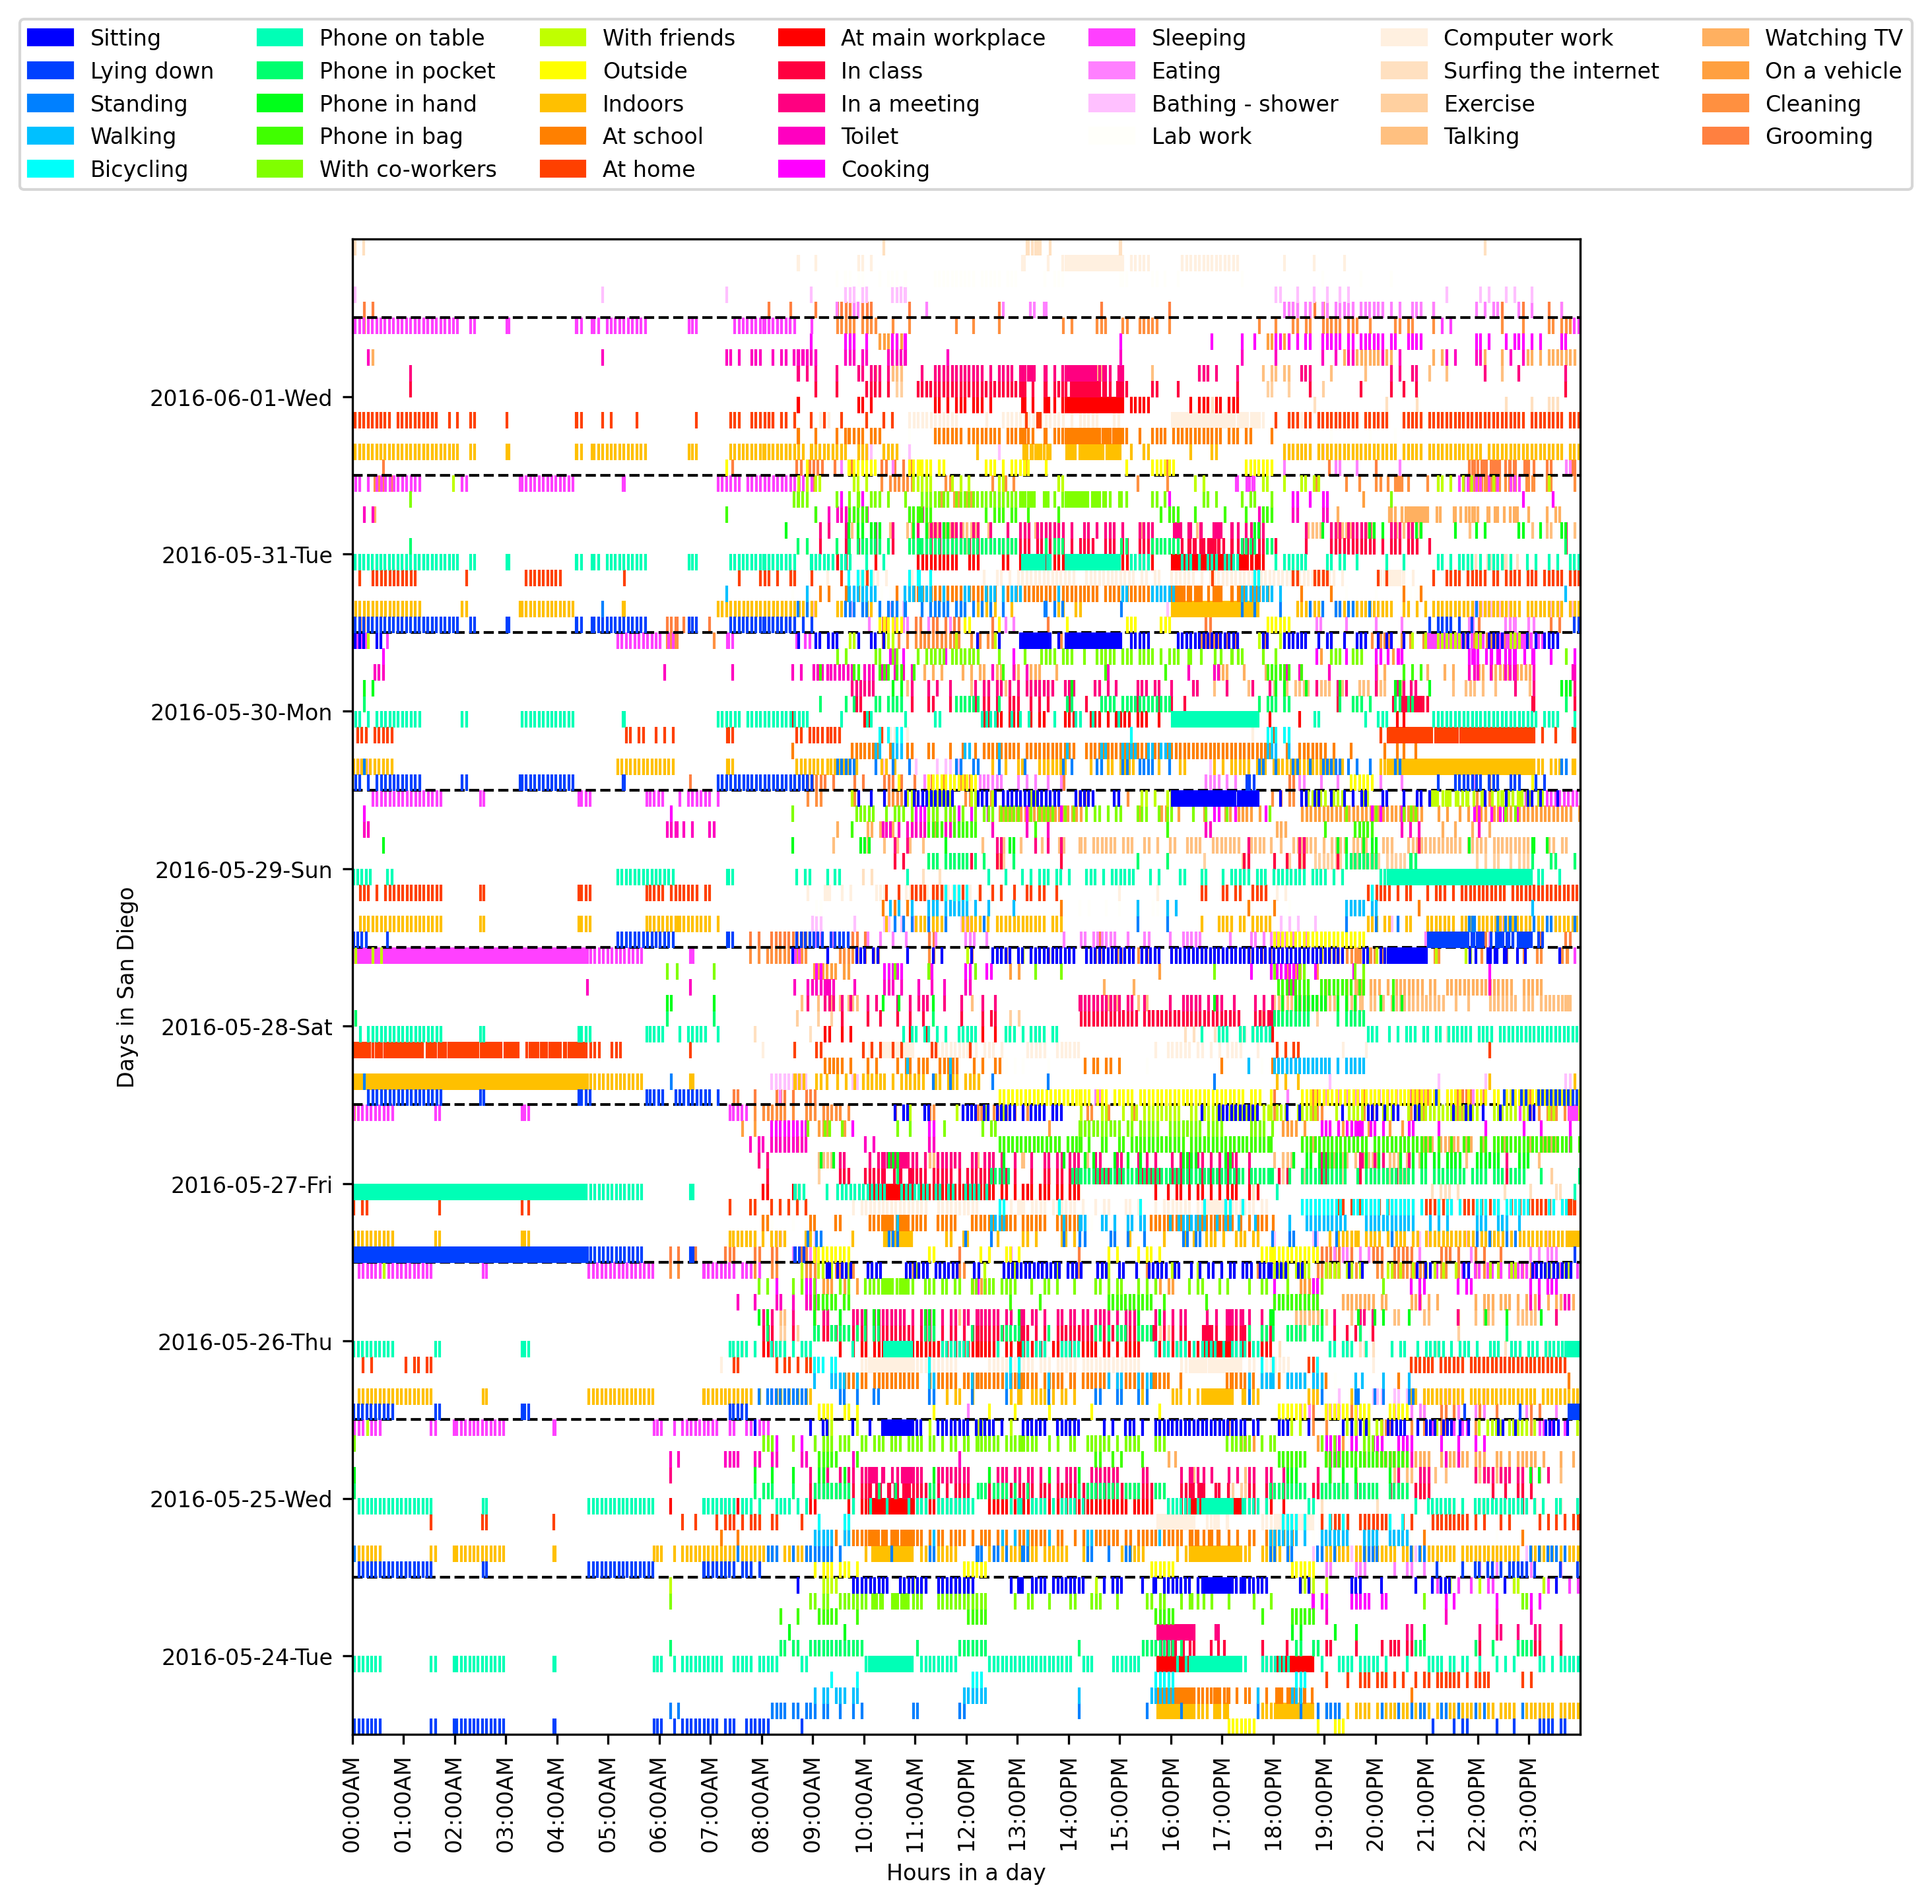 Sitting
Lying down
Standing
Walking
Bicycling
Phone on table
Phone in pocket
Phone in hand
Phone in bag
With co-workers
With friends
Outside
Indoors
At school
At home
At main workplace
In class
In a meeting
Toilet
Cooking
Sleeping
Eating
Bathing - shower
Lab work
Computer work
Surfing the internet
Exercise
Talking
Watching TV
On a vehicle
Cleaning
Grooming
Days in San Diego
2016-06-01-Wed
2016-05-31-Tue
2016-05-30-Mon
2016-05-29-Sun
2016-05-28-Sat
2016-05-27-Fri
2016-05-26-Thu
2016-05-25-Wed
2016-05-24-Tue
00:00AM
01:00AM
02:00AM
03:00AM
04:00AM
05:00AM
06:00AM
07:00AM
08:00AM
09:00AM
10:00AM
11:00AM
12:00PM
13:00PM
14:00PM
15:00PM
16:00PM
17:00PM
18:00PM
19:00PM
20:00PM
21:00PM
22:00PM
23:00PM
Hours in a day